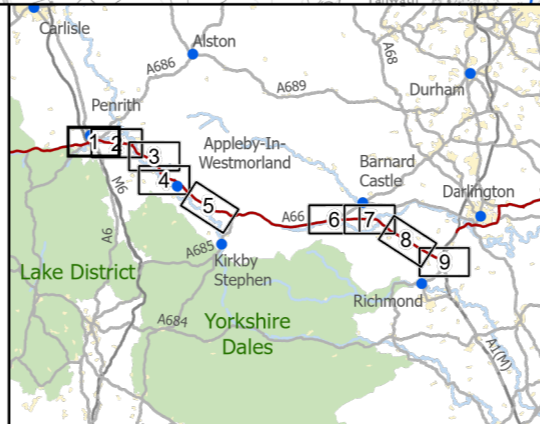 Carlisle
Alston
A686
A68
A689
Durham
Penrith
1
2
3
4
5
Appleby-In-
Westmorland
Barnard
Castle
Darlington
M6
A66
6
7
8
9
A6
A685
Kirkby
Stephen
Lake District
Richmond
A684
Yorkshire
Dales
A1(M)